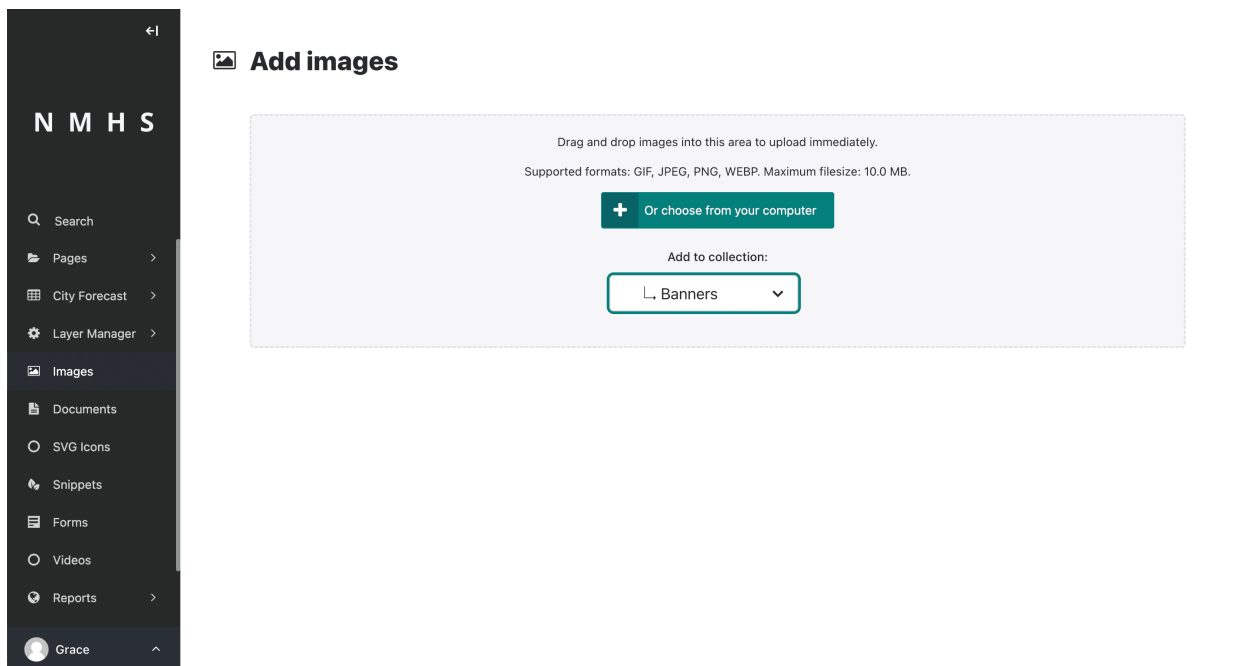 N M H S
Search
Pages
City Forecast
Layer Manager
Images
Documents
SVG Icons
Snippets
Forms
Videos
Reports
Grace
Add images
Drag and drop images into this area to upload immediately.
Supported formats: GIF, JPEG, PNG, WEBP. Maximum filesize: 10.0 MB.
Or choose from your computer
Add to collection:
Banners